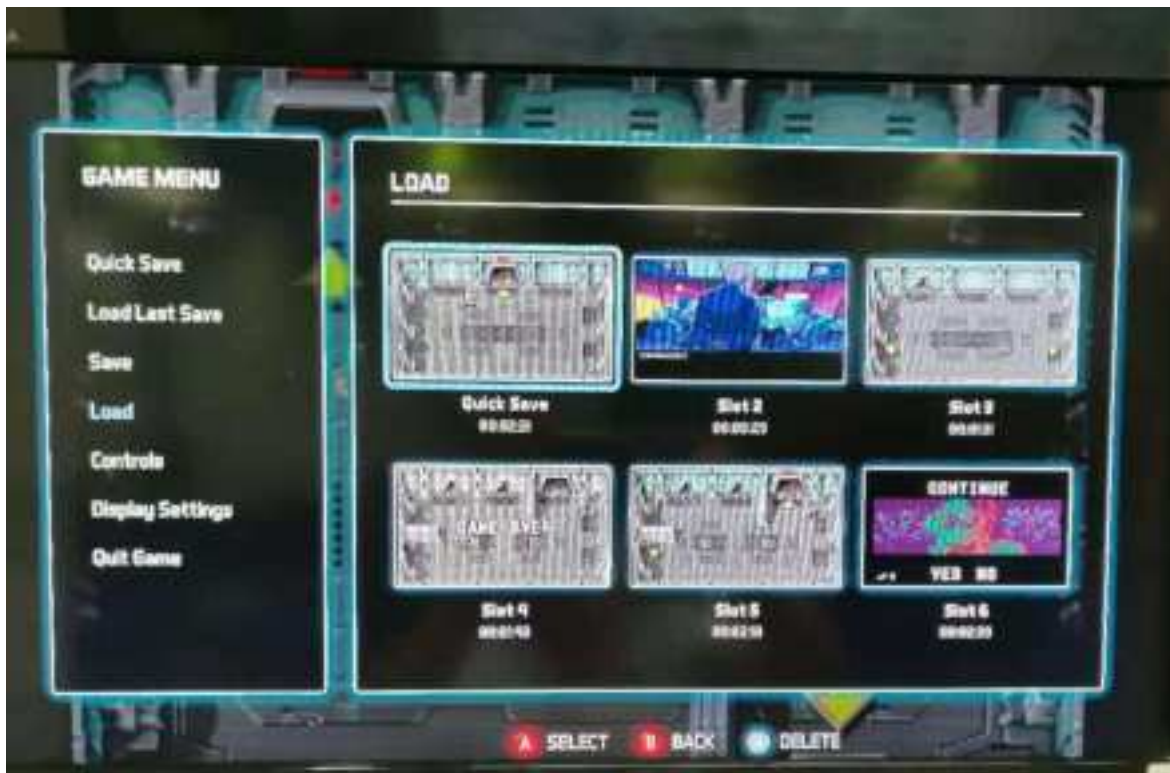 GAME MENU
Quick Save
Load Last Save
Save
Load
Controls
Display Settings
Quit Game
LOAD
Quick Save
Slot 2
Slot 3
GAME OVER
CONTINUE
YES NO
Slot 4
Slot 5
Slot 6
A SELECT
B BACK
DELETE